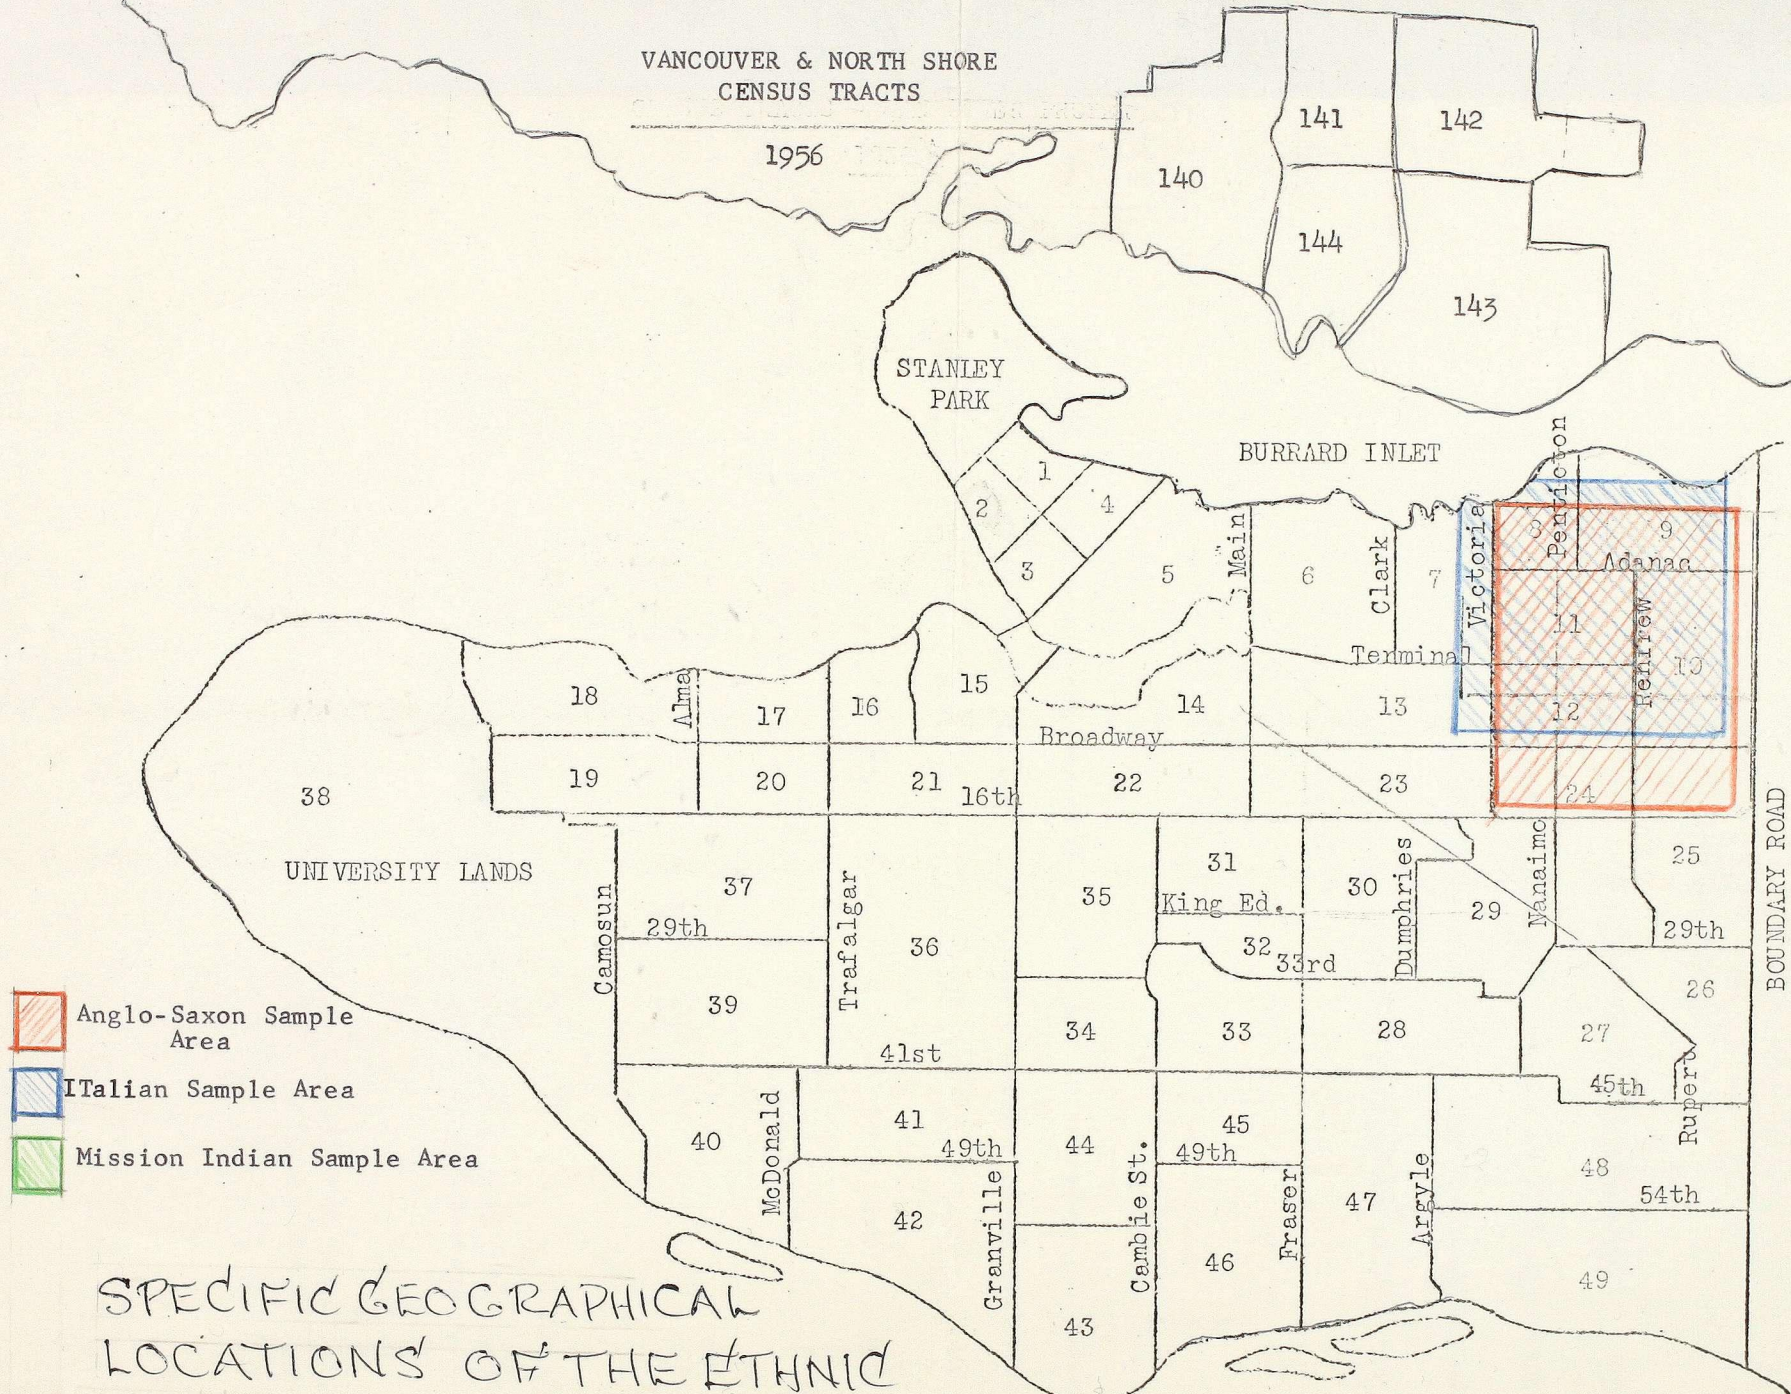 VANCOUVER & NORTH SHORE
CENSUS TRACTS
1956
141
142
140
144
143
STANLEY
PARK
BURRARD INLET
1
2
4
3
5
Main
6
Clark
7
Victoria
8
Penticton
9
Adanac
11
Renfrew
10
Terminal
12
18
Alma
17
16
15
14
13
Broadway
38
19
20
21
16th
22
23
24
UNIVERSITY LANDS
Camosun
37
29th
Trafalgar
36
35
31
King Ed.
32
33rd
30
Dumphries
29
Nanaimo
25
29th
BOUNDARY ROAD
39
41st
34
33
28
27
26
45th
Rupert
Anglo-Saxon Sample
Area
ITalian Sample Area
Mission Indian Sample Area
40
McDonald
41
49th
44
45
49th
48
54th
42
Granville
Cambie St.
46
Fraser
47
Argyle
49
43
SPECIFIC GEOGRAPHICAL
LOCATIONS OF THE ETHNIC